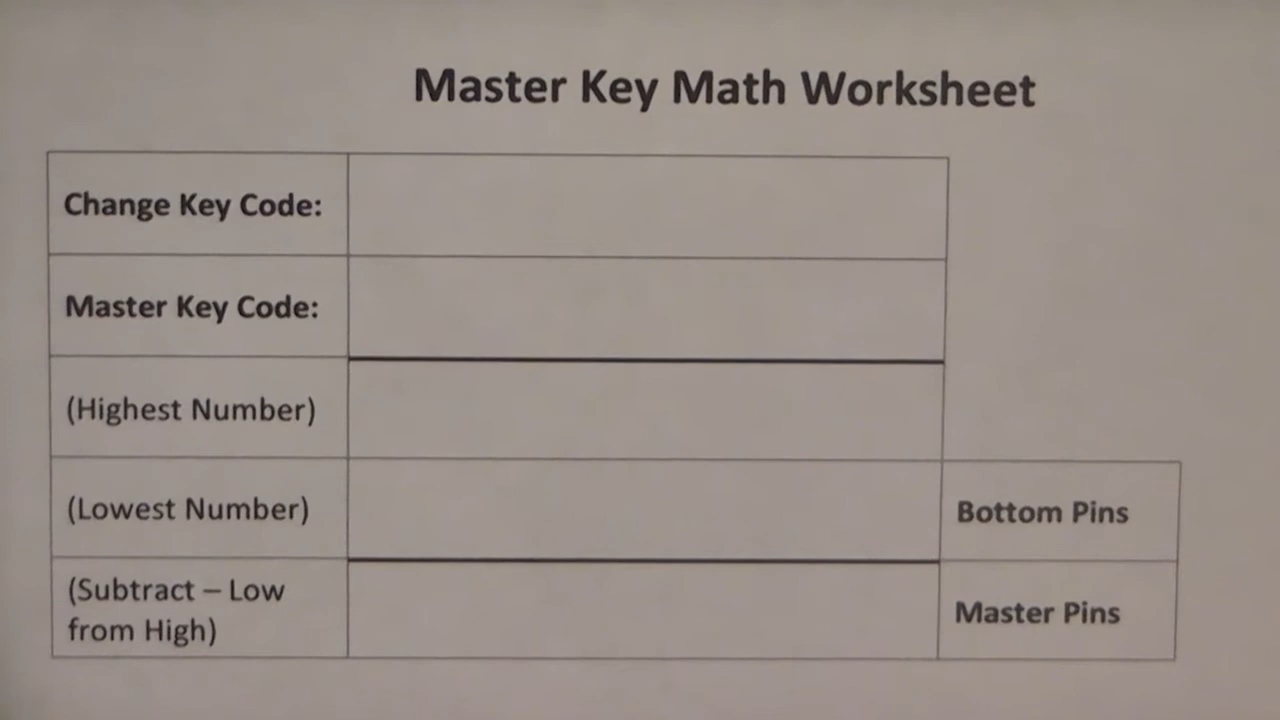 Master Key Math Worksheet
Change Key Code:
Master Key Code:
(Highest Number)
(Lowest Number)
Bottom Pins
(Subtract – Low
from High)
Master Pins